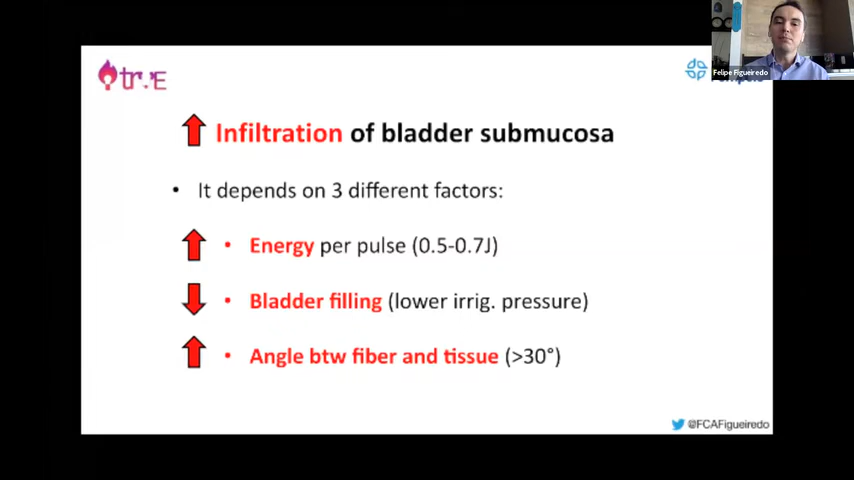 tr.E
Felipe Figueiredo
Infiltration of bladder submucosa
• It depends on 3 different factors:
• Energy per pulse (0.5-0.7J)
• Bladder filling (lower irrig. pressure)
• Angle btw fiber and tissue (>30°)
@FCAFigueiredo